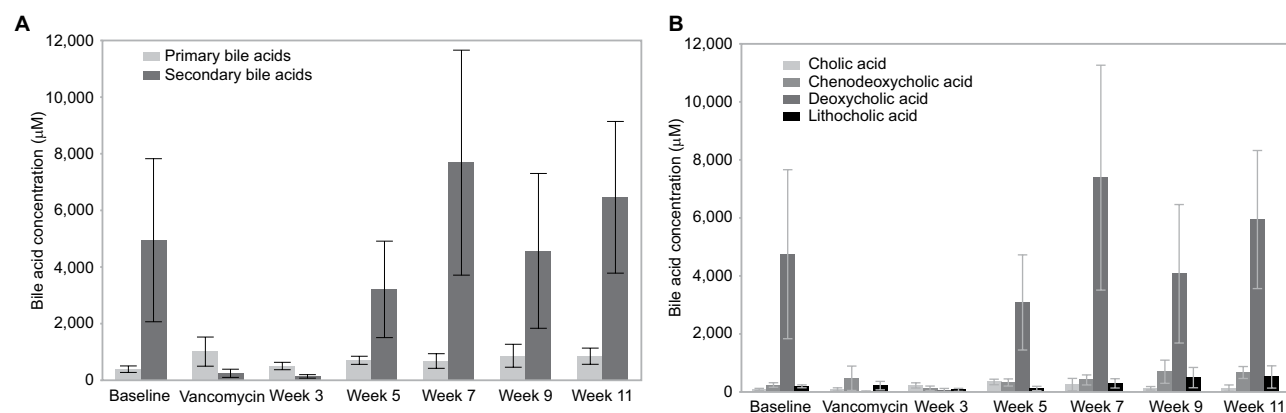 A
Bile acid concentration (µM)
12,000
10,000
8,000
6,000
4,000
2,000
0
Primary bile acids
Secondary bile acids
Baseline Vancomycin Week 3 Week 5 Week 7 Week 9 Week 11
B
Bile acid concentration (µM)
12,000
10,000
8,000
6,000
4,000
2,000
0
Cholic acid
Chenodeoxycholic acid
Deoxycholic acid
Lithocholic acid
Baseline Vancomycin Week 3 Week 5 Week 7 Week 9 Week 11